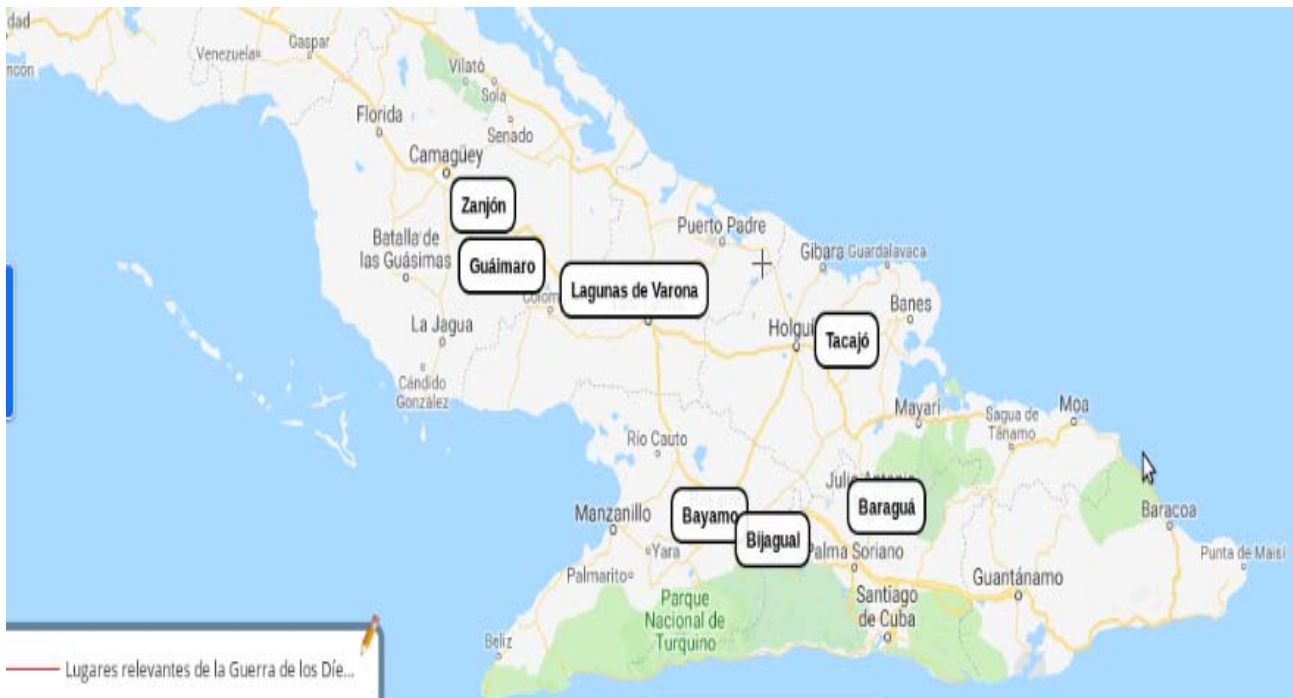 dad
Gaspar
Venezuela
Vilató
Sola
Florida
Senado
Camagüey
Zanjón
Puerto Padre
Batalla de
las Guásimas
Guáimaro
Gibara
Guardalavaca
Lagunas de Varona
Colom
Banes
La Jagua
Holguí
Tacajó
Cándido
González
Mayarí
Moa
Sagua de
Tánamo
Río Cauto
Julio Antonio
Baraguá
Manzanillo
Bayamo
Baracoa
Bijagual
Yara
Palma Soriano
Punta de Maisí
Palmarito
Guantánamo
Parque
Nacional de
Turquino
Santiago
de Cuba
Beliz
Lugares relevantes de la Guerra de los Díe...